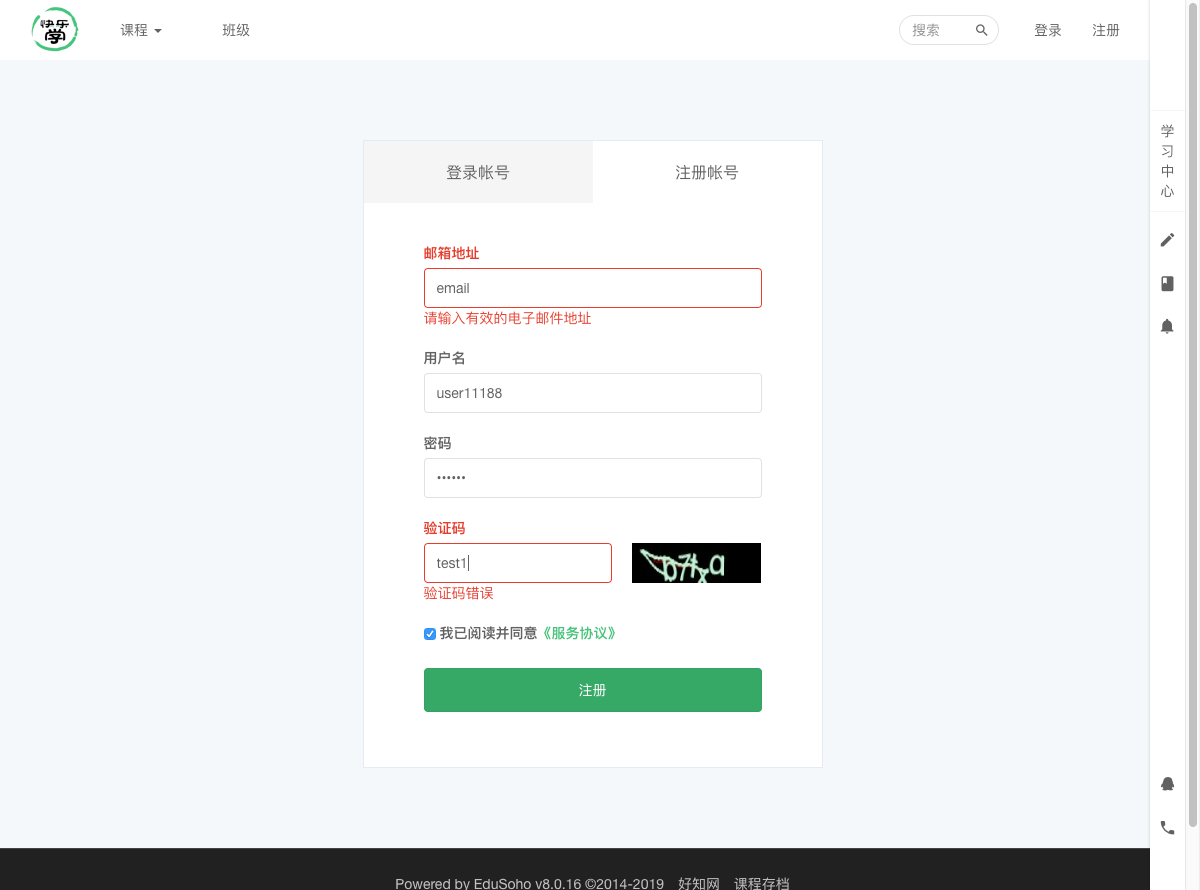 快乐
学
课程
班级
搜索
登录
注册
登录帐号
注册帐号
邮箱地址
email
请输入有效的电子邮件地址
用户名
user11188
密码
••••••
验证码
test1
验证码错误
我已阅读并同意《服务协议》
注册
学
习
中
心
Powered by EduSoho v8.0.16 ©2014-2019 好知网 课程存档